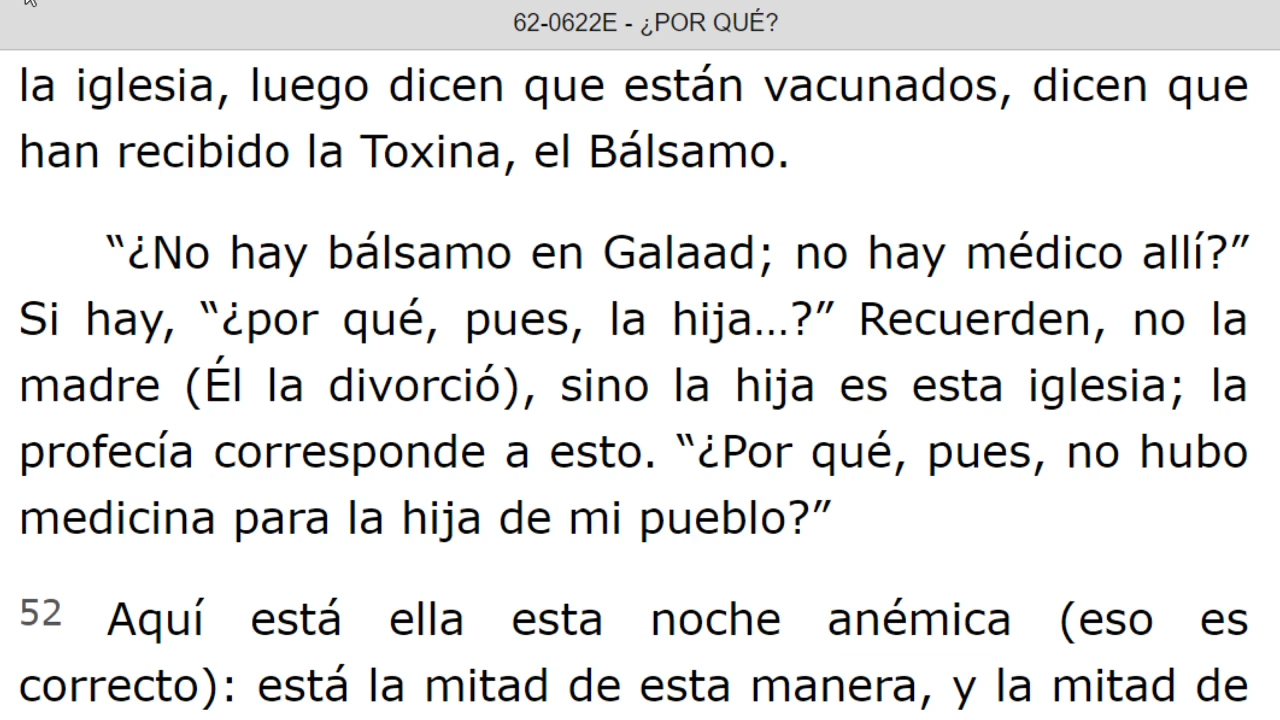 62-0622E - ¿POR QUÉ?
la iglesia, luego dicen que están vacunados, dicen que
han recibido la Toxina, el Bálsamo.
“¿No hay bálsamo en Galaad; no hay médico allí?”
Si hay, “¿por qué, pues, la hija...?” Recuerden, no la
madre (Él la divorció), sino la hija es esta iglesia; la
profecía corresponde a esto. “¿Por qué, pues, no hubo
medicina para la hija de mi pueblo?”
52 Aquí está ella esta noche anémica (eso es
correcto): está la mitad de esta manera, y la mitad de